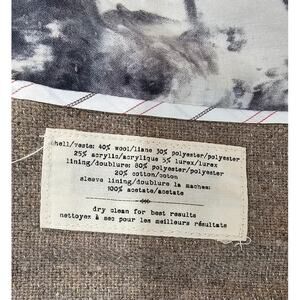 shell/veste: 40% wool/liane 30% polyester/polyester
25% acrylic/acrylique 5% lurex/lurex
lining/doublure: 80% polyester/polyester
20% cotton/coton
sleeve lining/doublure la maches:
100% acetate/acetate
dry clean for best results
nettoyez à sec pour les meilleurs résultats